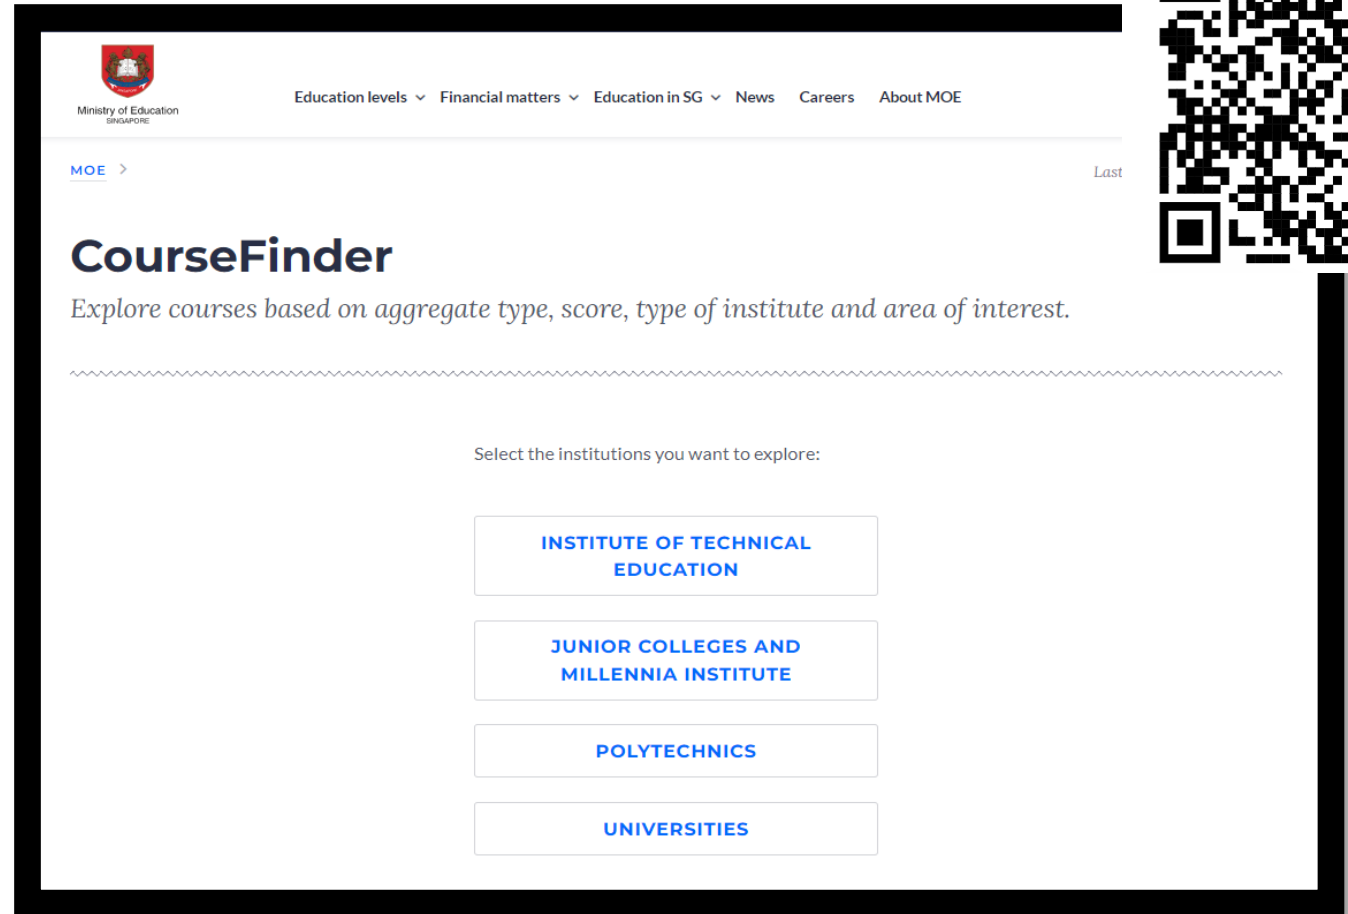 Ministry of Education
SINGAPORE
Education levels Financial matters Education in SG News Careers About MOE
MOE >
Last
CourseFinder
Explore courses based on aggregate type, score, type of institute and area of interest.
Select the institutions you want to explore:
INSTITUTE OF TECHNICAL
EDUCATION
JUNIOR COLLEGES AND
MILLENNIA INSTITUTE
POLYTECHNICS
UNIVERSITIES